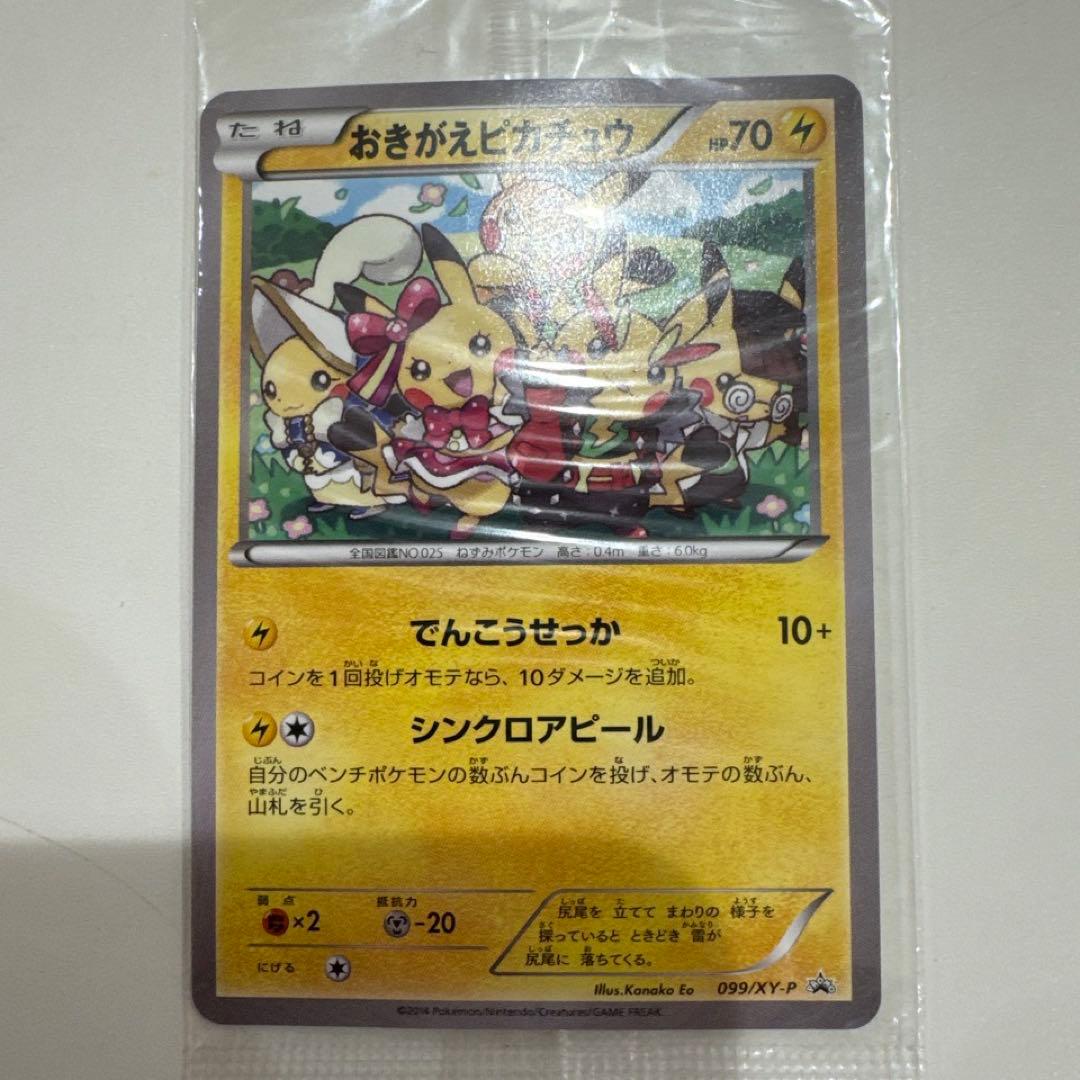 たね おきがえピカチュウ HP70
全国図鑑NO.025 ねずみポケモン 高さ:0.4m 重さ:6.0kg
でんこうせっか 10+
コインを1回投げオモテなら、10ダメージを追加。
シンクロアピール
自分のベンチポケモンの数ぶんコインを投げ、オモテの数ぶん、
山札を引く。
弱点 抵抗力
×2 -20
にげる
尻尾を 立てて まわりの 様子を
探っていると ときどき 雷が
尻尾に 落ちてくる。
Illus.Kanako Eo 099/XY-P
©2014 Pokémon/Nintendo/Creatures/GAME FREAK.